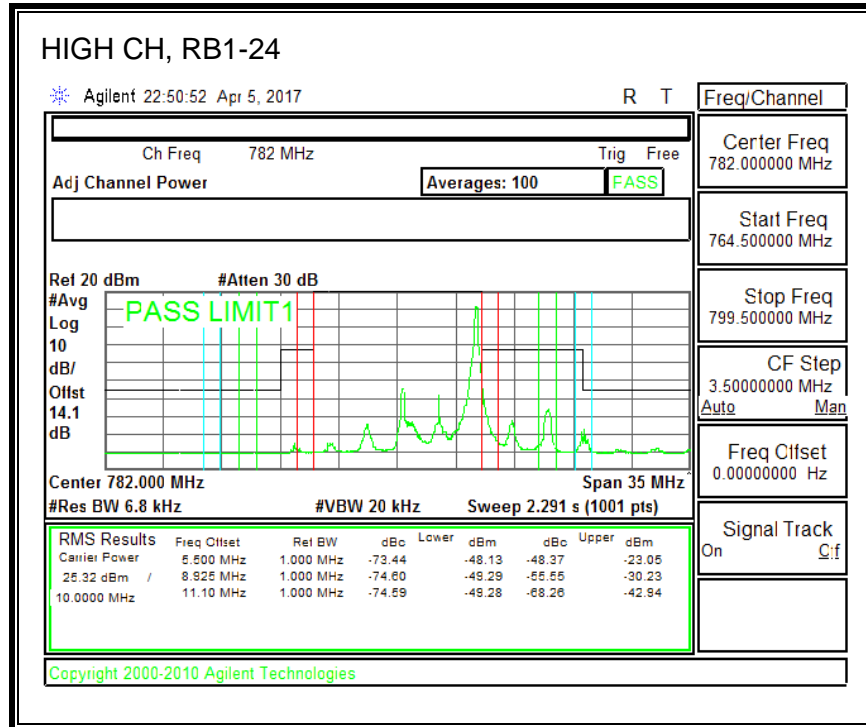 HIGH CH, RB1-24
Agilent 22:50:52 Apr 5, 2017 R T
Freq/Channel
Ch Freq 782 MHz Trig Free
Adj Channel Power Averages: 100 PASS
Center Freq
782.000000 MHz
Start Freq
764.500000 MHz
Stop Freq
799.500000 MHz
CF Step
3.50000000 MHz
Auto Man
Freq Offset
0.00000000 Hz
Signal Track
On Off
Ref 20 dBm #Atten 30 dB
#Avg
Log
10
dB/
Offst
14.1
dB
PASS LIMIT1
Center 782.000 MHz Span 35 MHz
#Res BW 6.8 kHz #VBW 20 kHz Sweep 2.291 s (1001 pts)
RMS Results Freq Offset Ref BW dBc Lower dBm dBc Upper dBm
Carrier Power 5.500 MHz 1.000 MHz -73.44 -48.13 -48.37 -23.05
25.32 dBm / 8.925 MHz 1.000 MHz -74.60 -49.29 -55.55 -30.23
10.0000 MHz 11.10 MHz 1.000 MHz -74.59 -49.28 -68.26 -42.94
Copyright 2000-2010 Agilent Technologies